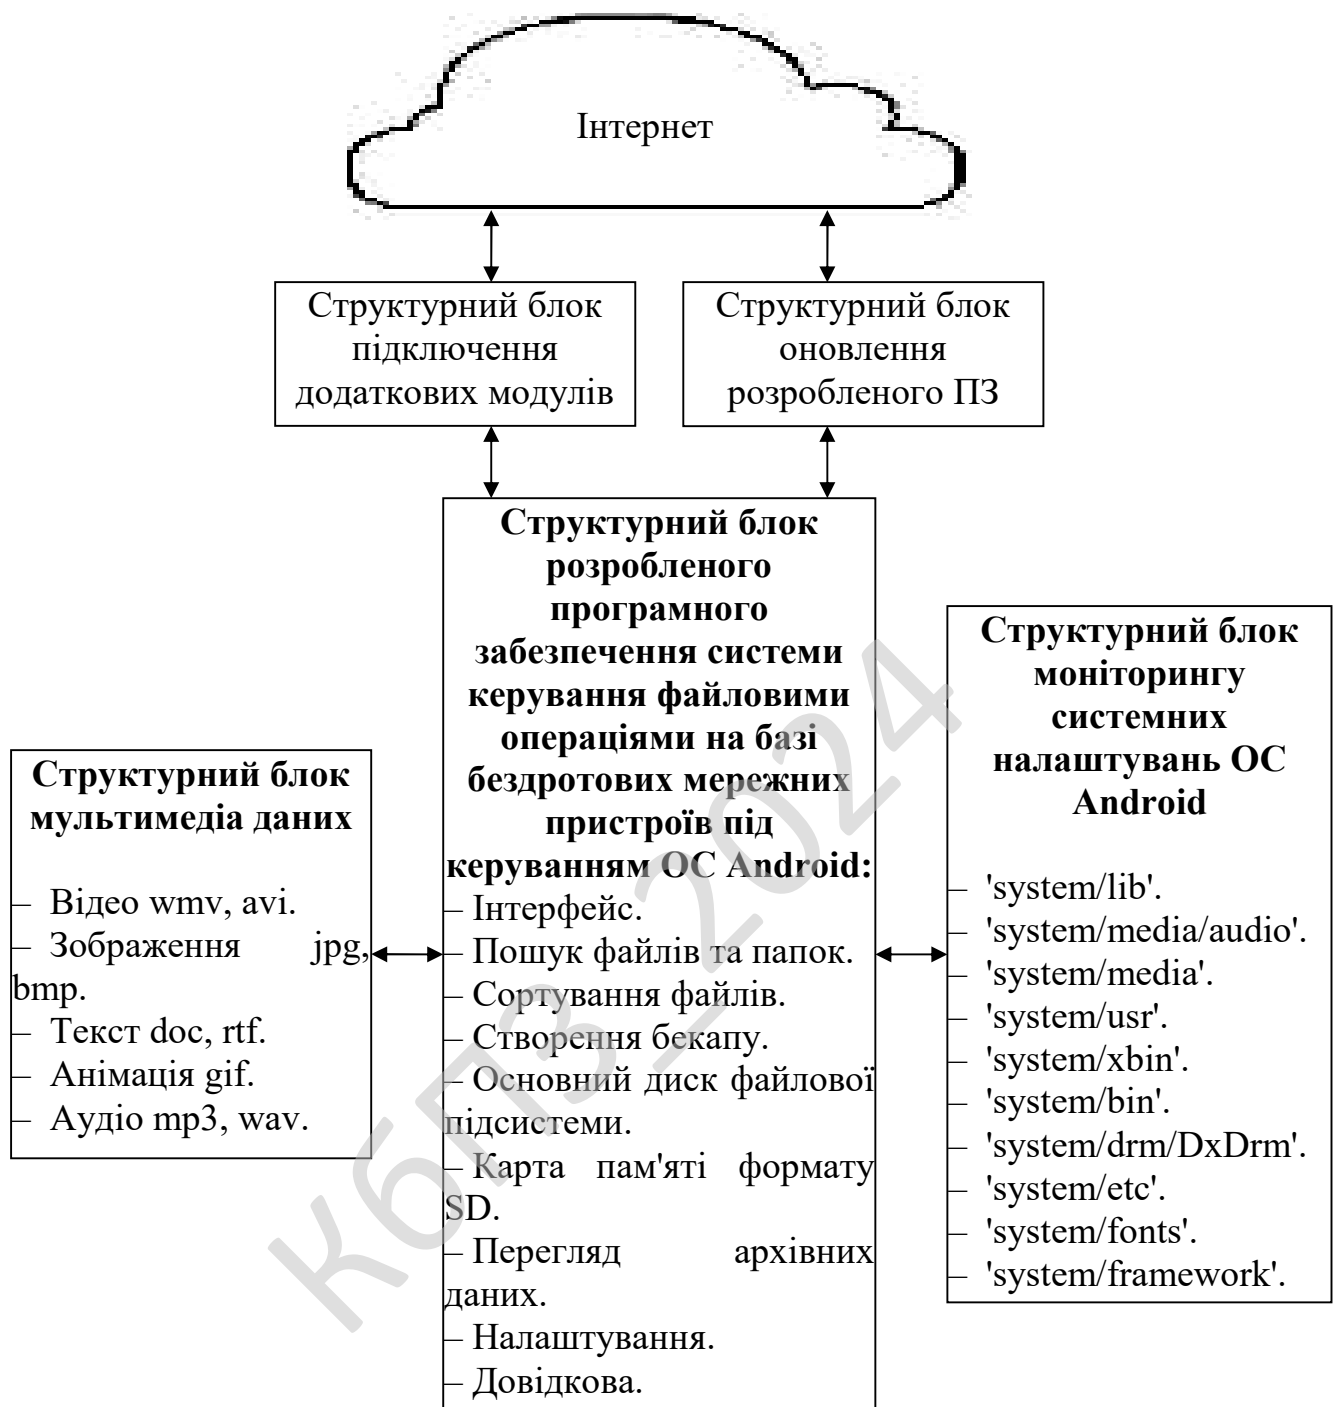 Інтернет
Структурний блок
підключення
додаткових модулів
Структурний блок
оновлення
розробленого ПЗ
Структурний блок
розробленого
програмного
забезпечення системи
керування файловими
операціями на базі
бездротових мережних
пристроїв під
керуванням ОС Android:
– Інтерфейс.
– Пошук файлів та папок.
– Сортування файлів.
– Створення бекапу.
– Основний диск файлової
підсистеми.
– Карта пам'яті формату
SD.
– Перегляд архівних
даних.
– Налаштування.
– Довідкова.
Структурний блок
мультимедіа даних
– Відео wmv, avi.
– Зображення jpg,
bmp.
– Текст doc, rtf.
– Анімація gif.
– Аудіо mp3, wav.
Структурний блок
моніторингу
системних
налаштувань ОС
Android
– 'system/lib'.
– 'system/media/audio'.
– 'system/media'.
– 'system/usr'.
– 'system/xbin'.
– 'system/bin'.
– 'system/drm/DxDrm'.
– 'system/etc'.
– 'system/fonts'.
– 'system/framework'.
КбПЗ_2024